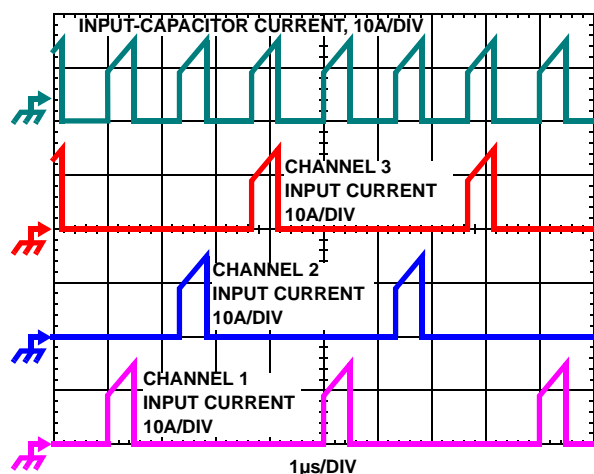 INPUT-CAPACITOR CURRENT, 10A/DIV
CHANNEL 3
INPUT CURRENT
10A/DIV
CHANNEL 2
INPUT CURRENT
10A/DIV
CHANNEL 1
INPUT CURRENT
10A/DIV
1µs/DIV